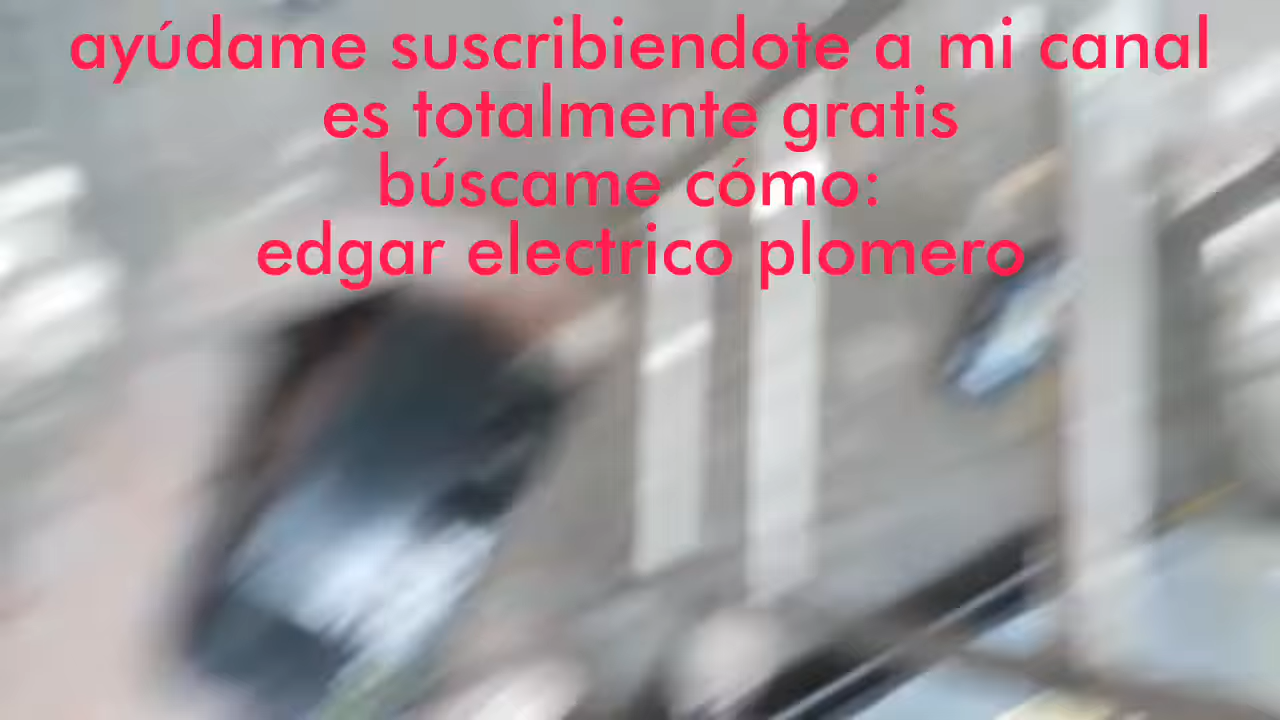 ayúdame suscribiendote a mi canal
es totalmente gratis
búscame cómo:
edgar electrico plomero